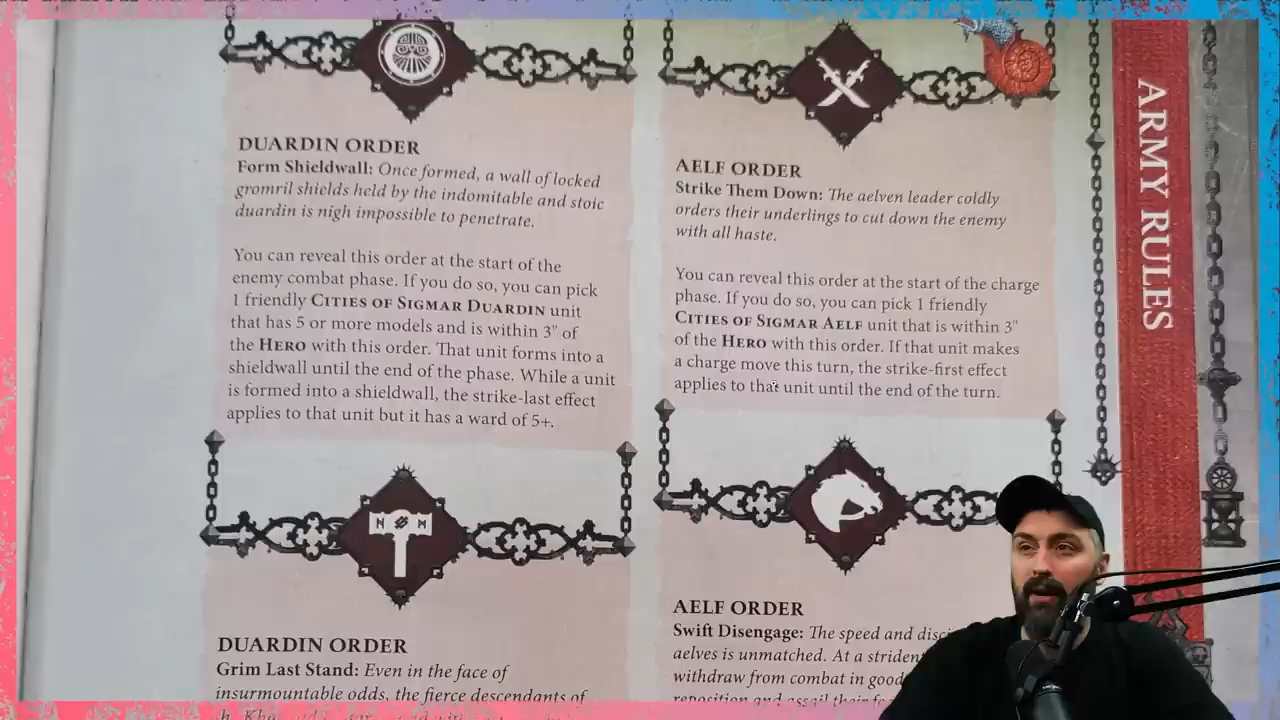 DUARDIN ORDER
Form Shieldwall: Once formed, a wall of locked
gromril shields held by the indomitable and stoic
duardin is nigh impossible to penetrate.
You can reveal this order at the start of the
enemy combat phase. If you do so, you can pick
1 friendly CITIES OF SIGMAR DUARDIN unit
that has 5 or more models and is within 3" of
the HERO with this order. That unit forms into a
shieldwall until the end of the phase. While a unit
is formed into a shieldwall, the strike-last effect
applies to that unit but it has a ward of 5+.
DUARDIN ORDER
Grim Last Stand: Even in the face of
insurmountable odds, the fierce descendants of
AELF ORDER
Strike Them Down: The aelven leader coldly
orders their underlings to cut down the enemy
with all haste.
You can reveal this order at the start of the charge
phase. If you do so, you can pick 1 friendly
CITIES OF SIGMAR AELF unit that is within 3"
of the HERO with this order. If that unit makes
a charge move this turn, the strike-first effect
applies to that unit until the end of the turn.
AELF ORDER
Swift Disengage: The speed and
aelves is unmatched. At a
withdraw from combat in good
reposition and assail their
ARMY RULES